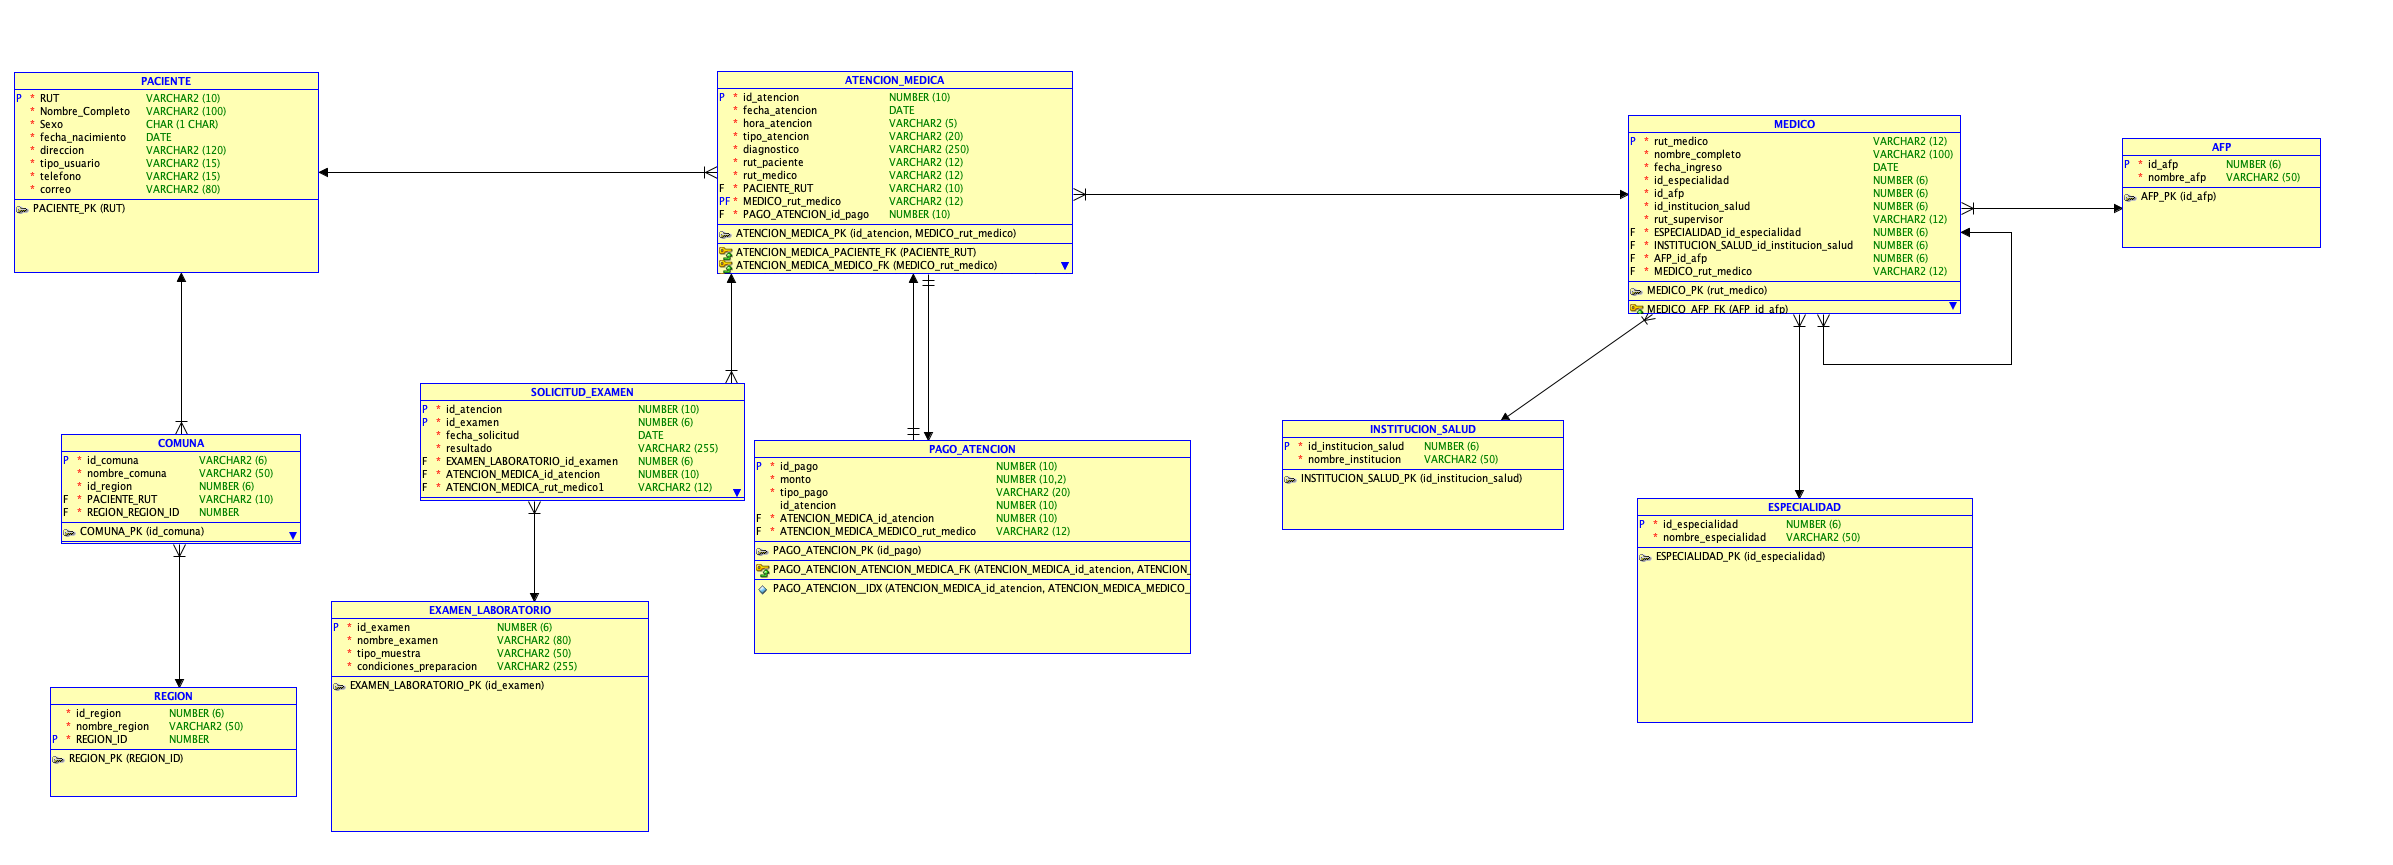 PACIENTE
P * RUT VARCHAR2 (10)
* Nombre_Completo VARCHAR2 (100)
* Sexo CHAR (1 CHAR)
* fecha_nacimiento DATE
* direccion VARCHAR2 (120)
* tipo_usuario VARCHAR2 (15)
* telefono VARCHAR2 (15)
* correo VARCHAR2 (80)
PACIENTE_PK (RUT)
ATENCION_MEDICA
P * id_atencion NUMBER (10)
* fecha_atencion DATE
* hora_atencion VARCHAR2 (5)
* tipo_atencion VARCHAR2 (20)
* diagnostico VARCHAR2 (250)
* rut_paciente VARCHAR2 (12)
* rut_medico VARCHAR2 (12)
F * PACIENTE_RUT VARCHAR2 (10)
PF * MEDICO_rut_medico VARCHAR2 (12)
F * PAGO_ATENCION_id_pago NUMBER (10)
ATENCION_MEDICA_PK (id_atencion, MEDICO_rut_medico)
ATENCION_MEDICA_PACIENTE_FK (PACIENTE_RUT)
ATENCION_MEDICA_MEDICO_FK (MEDICO_rut_medico)
MEDICO
P * rut_medico VARCHAR2 (12)
* nombre_completo VARCHAR2 (100)
* fecha_ingreso DATE
* id_especialidad NUMBER (6)
* id_afp NUMBER (6)
* id_institucion_salud NUMBER (6)
* rut_supervisor VARCHAR2 (12)
F * ESPECIALIDAD_id_especialidad NUMBER (6)
F * INSTITUCION_SALUD_id_institucion_salud NUMBER (6)
F * AFP_id_afp NUMBER (6)
F * MEDICO_rut_medico VARCHAR2 (12)
MEDICO_PK (rut_medico)
MEDICO_AFP_FK (AFP_id_afp)
AFP
P * id_afp NUMBER (6)
* nombre_afp VARCHAR2 (50)
AFP_PK (id_afp)
COMUNA
P * id_comuna VARCHAR2 (6)
* nombre_comuna VARCHAR2 (50)
* id_region NUMBER (6)
F * PACIENTE_RUT VARCHAR2 (10)
F * REGION_REGION_ID NUMBER
COMUNA_PK (id_comuna)
SOLICITUD_EXAMEN
P * id_atencion NUMBER (10)
P * id_examen NUMBER (6)
* fecha_solicitud DATE
* resultado VARCHAR2 (255)
F * EXAMEN_LABORATORIO_id_examen NUMBER (6)
F * ATENCION_MEDICA_id_atencion NUMBER (10)
F * ATENCION_MEDICA_rut_medico1 VARCHAR2 (12)
PAGO_ATENCION
P * id_pago NUMBER (10)
* monto NUMBER (10,2)
* tipo_pago VARCHAR2 (20)
id_atencion NUMBER (10)
F * ATENCION_MEDICA_id_atencion NUMBER (10)
F * ATENCION_MEDICA_MEDICO_rut_medico VARCHAR2 (12)
PAGO_ATENCION_PK (id_pago)
PAGO_ATENCION_ATENCION_MEDICA_FK (ATENCION_MEDICA_id_atencion, ATENCION_
PAGO_ATENCION__IDX (ATENCION_MEDICA_id_atencion, ATENCION_MEDICA_MEDICO_
INSTITUCION_SALUD
P * id_institucion_salud NUMBER (6)
* nombre_institucion VARCHAR2 (50)
INSTITUCION_SALUD_PK (id_institucion_salud)
ESPECIALIDAD
P * id_especialidad NUMBER (6)
* nombre_especialidad VARCHAR2 (50)
ESPECIALIDAD_PK (id_especialidad)
EXAMEN_LABORATORIO
P * id_examen NUMBER (6)
* nombre_examen VARCHAR2 (80)
* tipo_muestra VARCHAR2 (50)
* condiciones_preparacion VARCHAR2 (255)
EXAMEN_LABORATORIO_PK (id_examen)
REGION
* id_region NUMBER (6)
* nombre_region VARCHAR2 (50)
P * REGION_ID NUMBER
REGION_PK (REGION_ID)